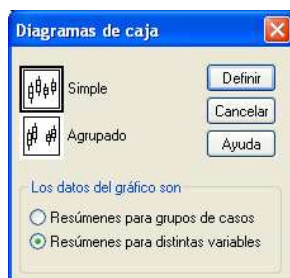 Diagramas de caja
Simple
Agrupado
Definir
Cancelar
Ayuda
Los datos del gráfico son
Resúmenes para grupos de casos
Resúmenes para distintas variables